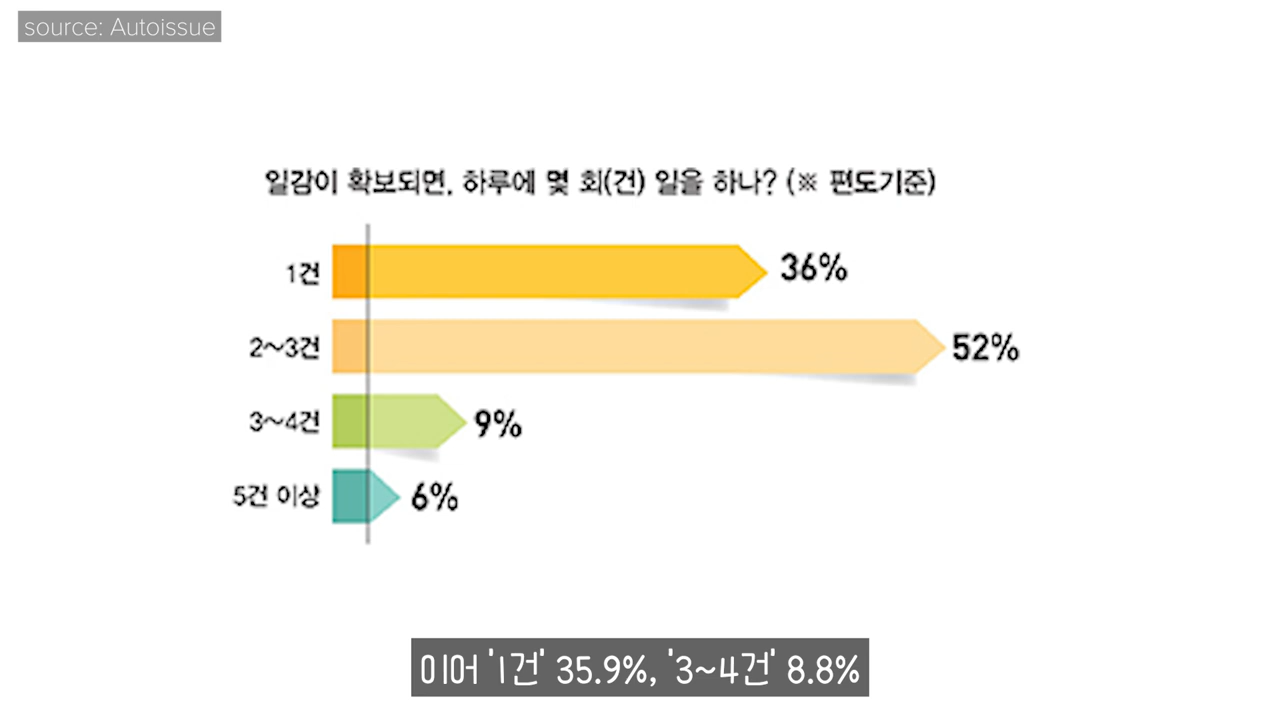 source: Autoissue
일감이 확보되면, 하루에 몇 회(건) 일을 하나? (※ 편도기준)
1건 36%
2~3건 52%
3~4건 9%
5건 이상 6%
이어 '1건' 35.9%, '3~4건' 8.8%